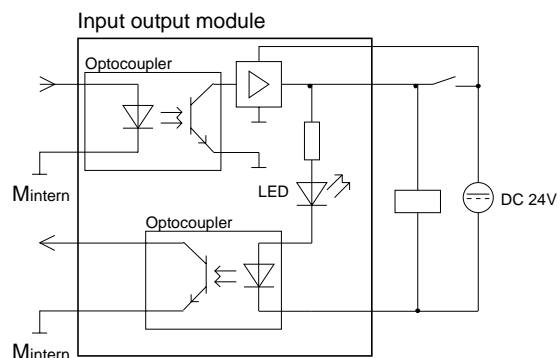 Input output module
Optocoupler
Mintern
LED
DC 24V
Optocoupler
Mintern